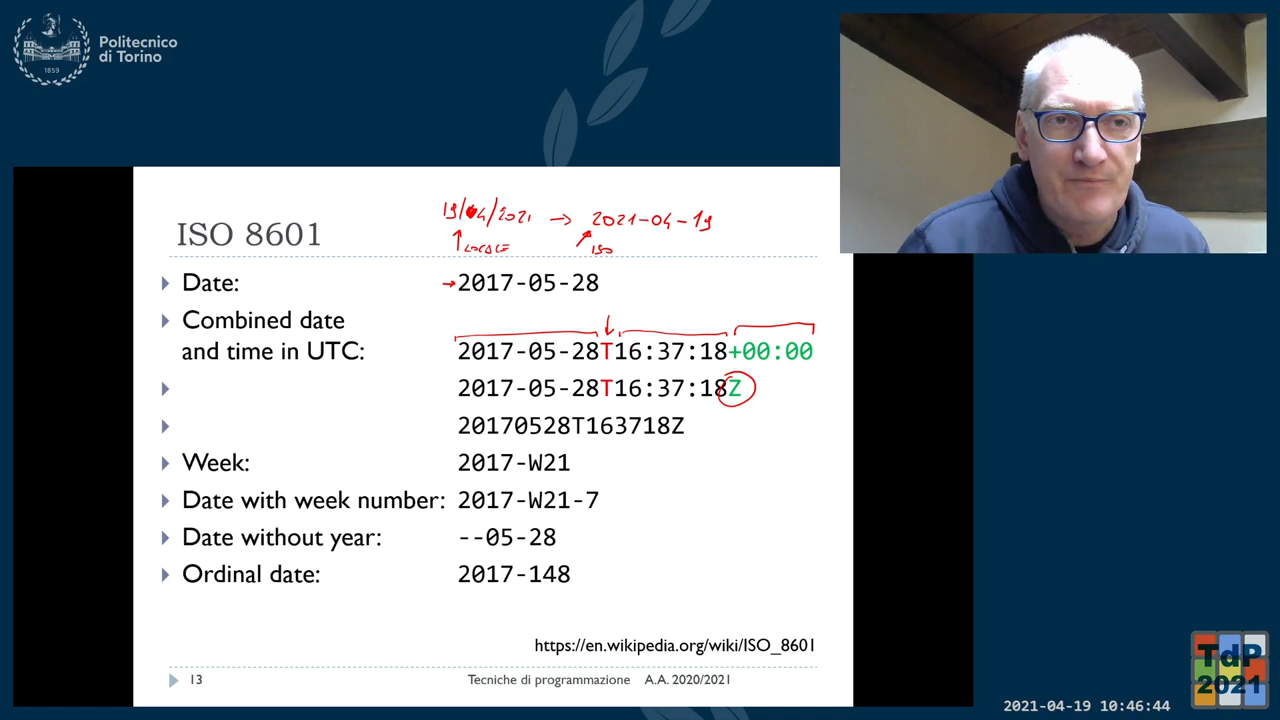 Politecnico
di Torino
1859
19/04/2021 → 2021-04-19
LOCALE ISO
ISO 8601
Date: 2017-05-28
Combined date
and time in UTC: 2017-05-28T16:37:18+00:00
2017-05-28T16:37:18Z
20170528T163718Z
Week: 2017-W21
Date with week number: 2017-W21-7
Date without year: --05-28
Ordinal date: 2017-148
https://en.wikipedia.org/wiki/ISO_8601
13 Tecniche di programmazione A.A. 2020/2021
TdP
2021
2021-04-19 10:46:44